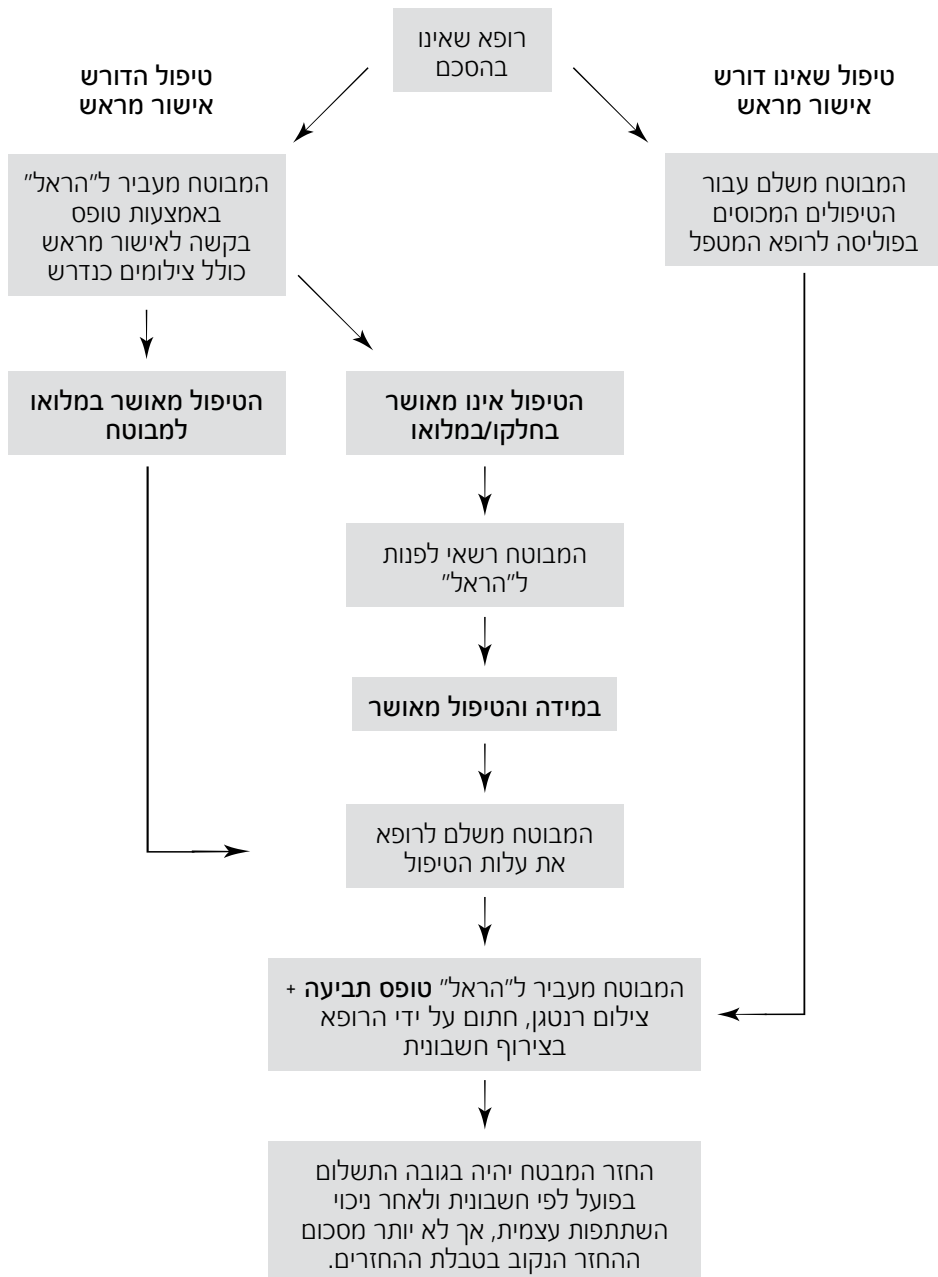 רופא שאינו
בהסכם
טיפול שאינו דורש
אישור מראש
טיפול הדורש
אישור מראש
המבוטח משלם עבור
הטיפולים המכוסים
בפוליסה לרופא המטפל
המבוטח מעביר ל"הראל"
באמצעות טופס
בקשה לאישור מראש
כולל צילומים כנדרש
הטיפול אינו מאושר
בחלקו/במלואו
הטיפול מאושר במלואו
למבוטח
המבוטח רשאי לפנות
ל"הראל"
במידה והטיפול מאושר
המבוטח משלם לרופא
את עלות הטיפול
המבוטח מעביר ל"הראל" טופס תביעה +
צילום רנטגן, חתום על ידי הרופא
בצירוף חשבונית
החזר המבטח יהיה בגובה התשלום
בפועל לפי חשבונית ולאחר ניכוי
השתתפות עצמית, אך לא יותר מסכום
ההחזר הנקוב בטבלת ההחזרים.